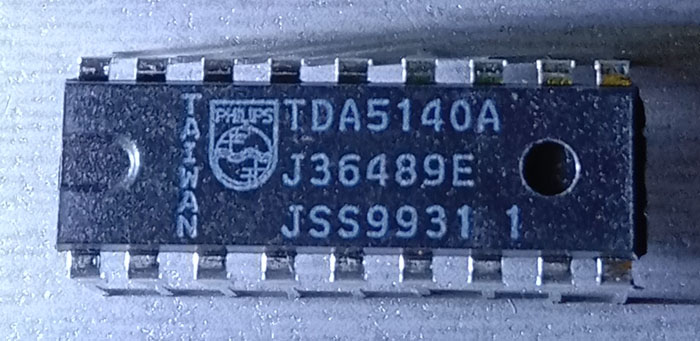 TAIWAN
PHILIPS
TDA5140A
J36489E
JSS9931 1